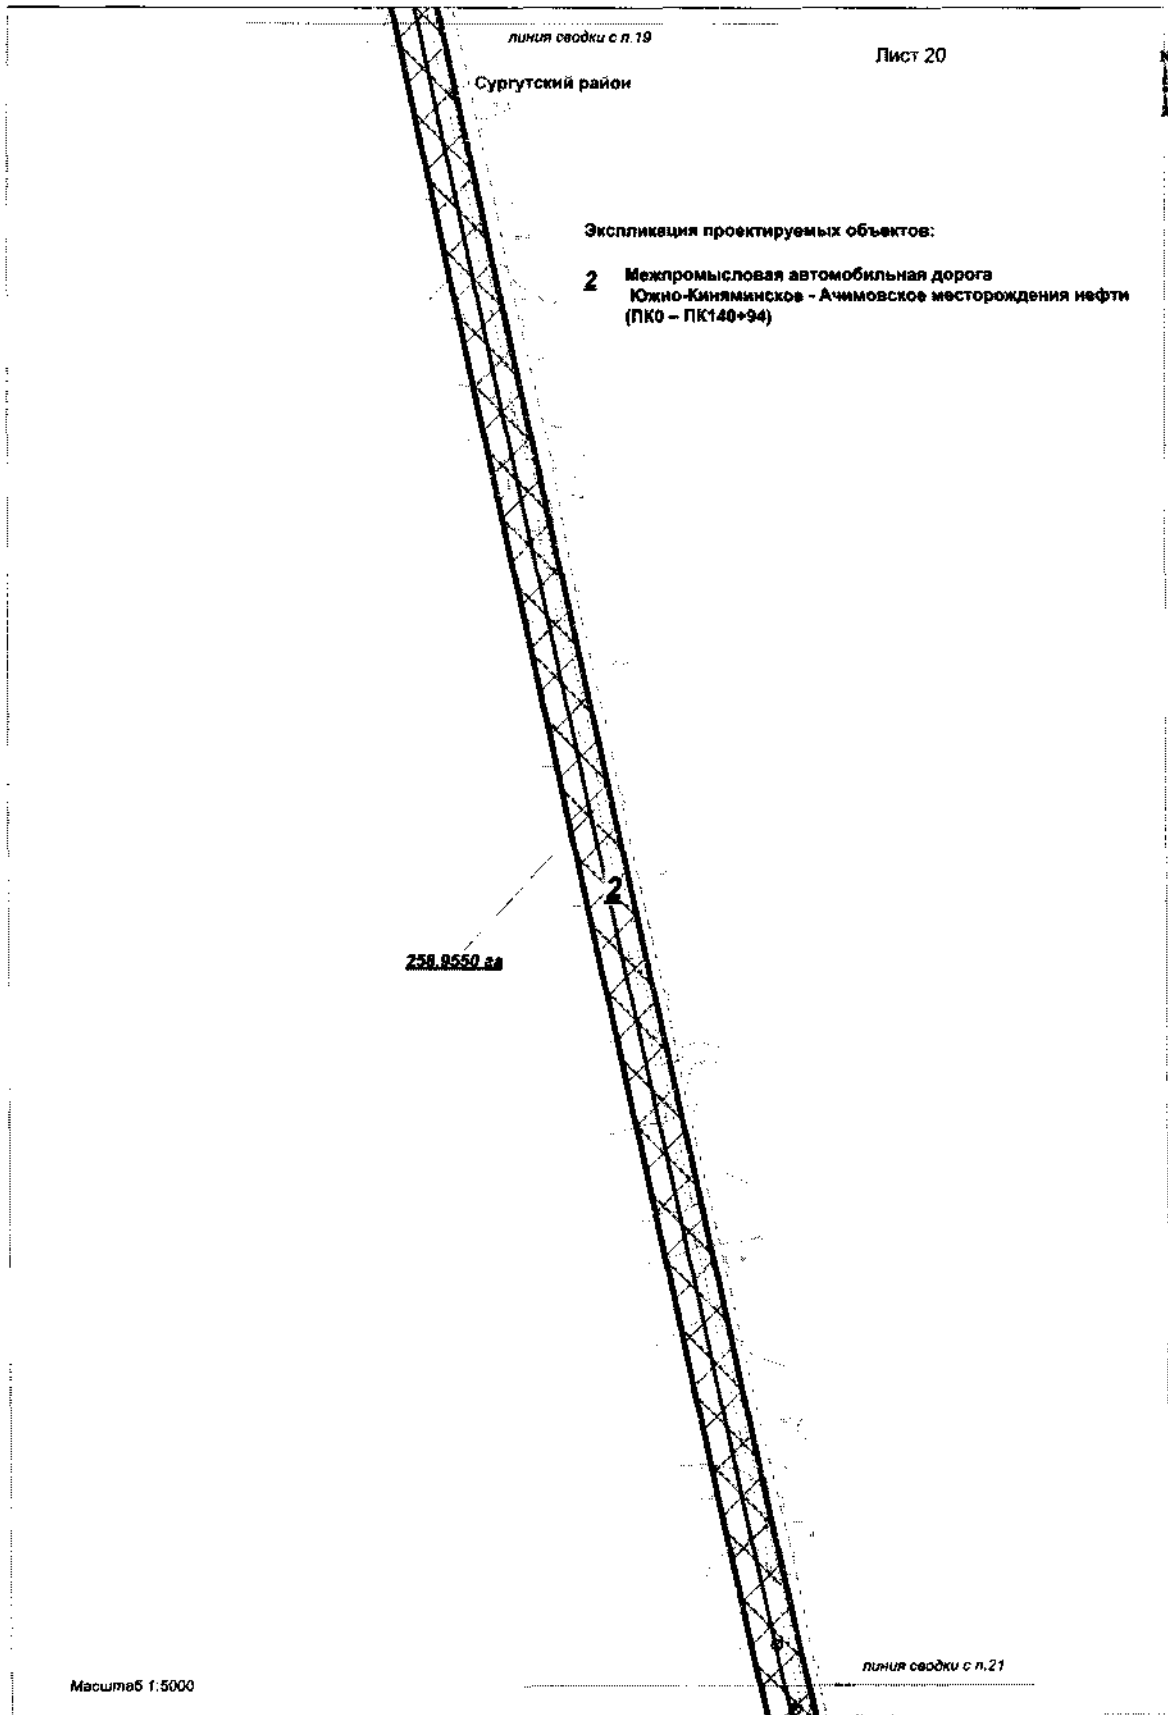 линия сводки с л.19
Лист 20
Сургутский район
Экспликация проектируемых объектов:
2 Межпромысловая автомобильная дорога
Южно-Киняминское - Ачимовское месторождения нефти
(ПК0 – ПК140+94)
2
258.9550 га
линия сводки с л.21
Масштаб 1:5000